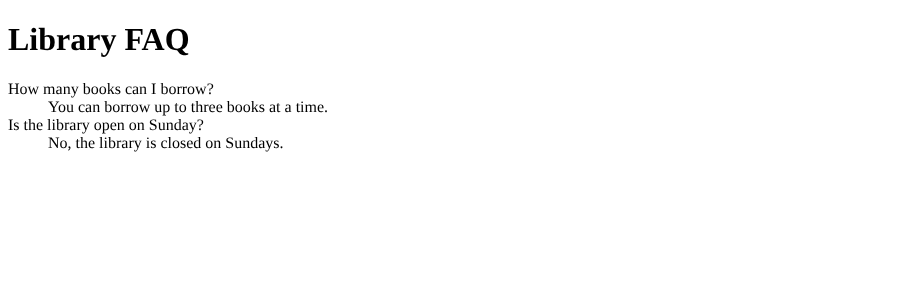 Library FAQ
How many books can I borrow?
You can borrow up to three books at a time.
Is the library open on Sunday?
No, the library is closed on Sundays.